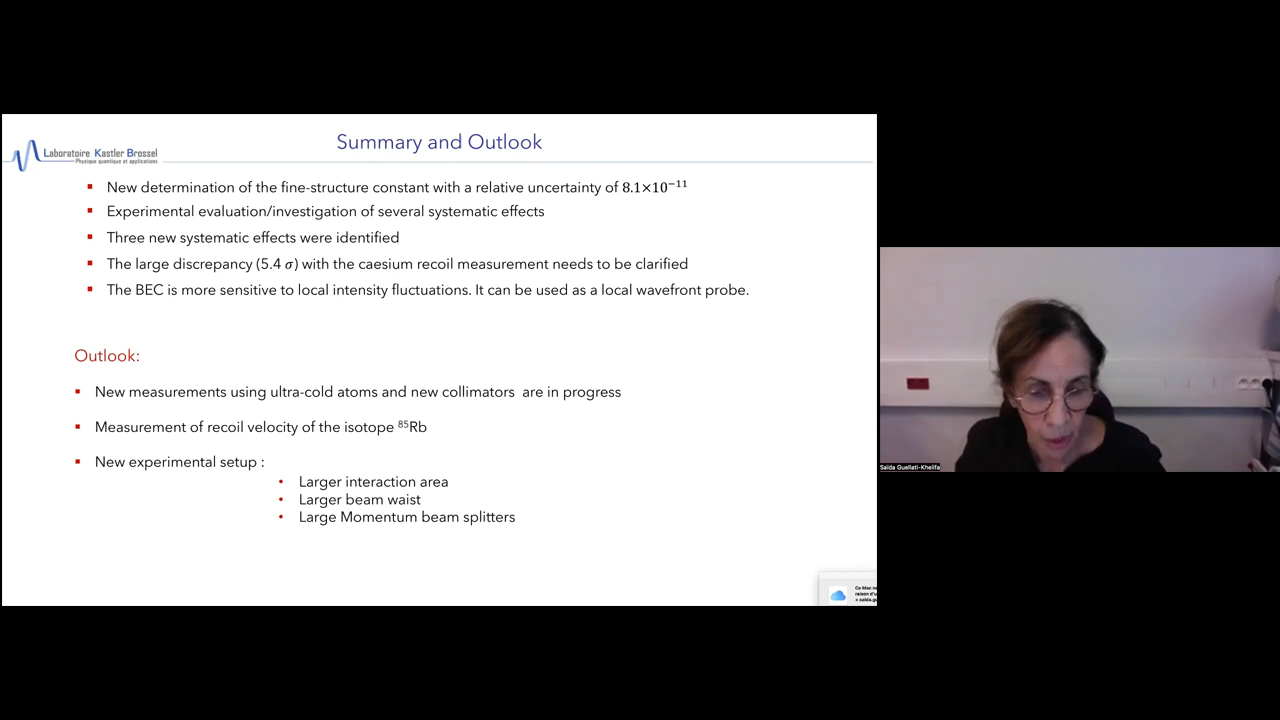 Summary and Outlook
Laboratoire Kastler Brossel
Physique quantique et applications
New determination of the fine-structure constant with a relative uncertainty of 8.1×10⁻¹¹
Experimental evaluation/investigation of several systematic effects
Three new systematic effects were identified
The large discrepancy (5.4 σ) with the caesium recoil measurement needs to be clarified
The BEC is more sensitive to local intensity fluctuations. It can be used as a local wavefront probe.
Outlook:
New measurements using ultra-cold atoms and new collimators are in progress
Measurement of recoil velocity of the isotope ⁸⁵Rb
New experimental setup :
Larger interaction area
Larger beam waist
Large Momentum beam splitters
Ce Mac
raison d'
Saïda Guellati-Khelifa